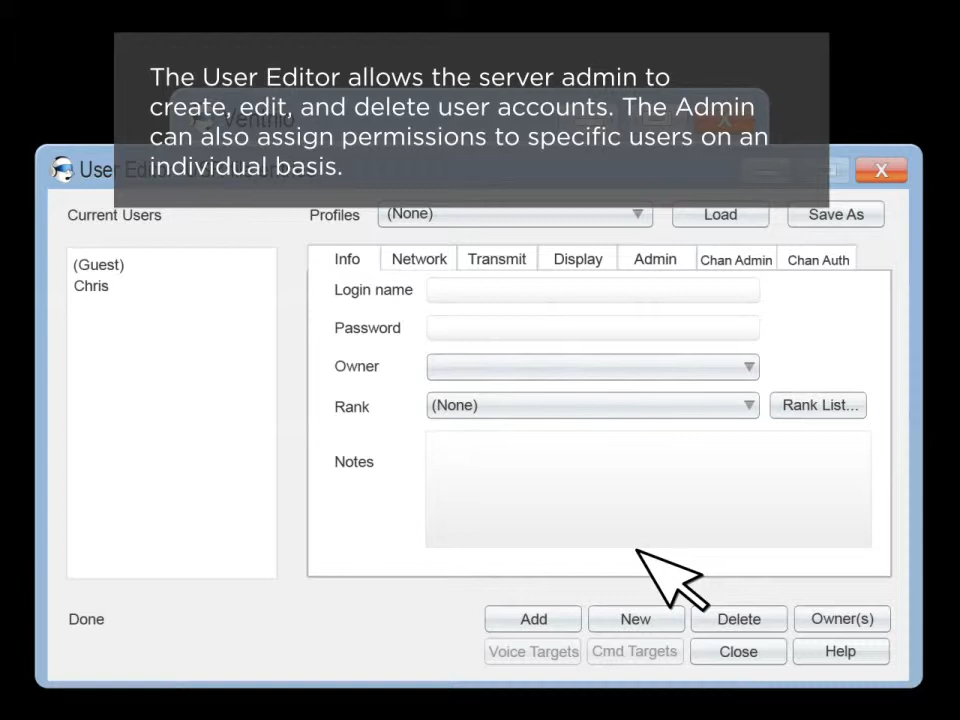 The User Editor allows the server admin to
create, edit, and delete user accounts. The Admin
can also assign permissions to specific users on an
individual basis.
Ventrilo
User Editor
X
Current Users
Profiles (None) Load Save As
(Guest)
Chris
Info Network Transmit Display Admin Chan Admin Chan Auth
Login name
Password
Owner
Rank (None) Rank List...
Notes
Done
Add New Delete Owner(s)
Voice Targets Cmd Targets Close Help